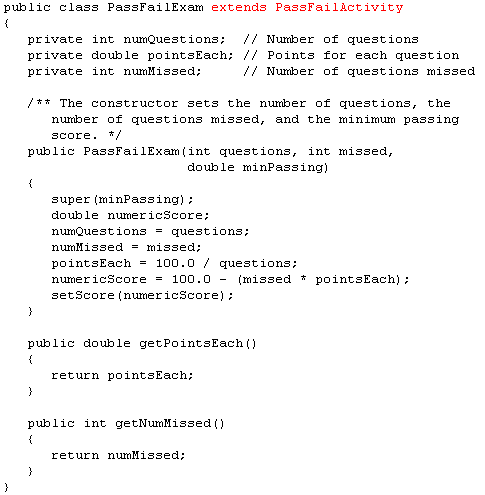 public class PassFailExam extends PassFailActivity
{
   private int numQuestions;  // Number of questions
   private double pointsEach; // Points for each question
   private int numMissed;     // Number of questions missed

   /** The constructor sets the number of questions, the
      number of questions missed, and the minimum passing
      score. */
   public PassFailExam(int questions, int missed,
                       double minPassing)
   {
      super(minPassing);
      double numericScore;
      numQuestions = questions;
      numMissed = missed;
      pointsEach = 100.0 / questions;
      numericScore = 100.0 - (missed * pointsEach);
      setScore(numericScore);
   }

   public double getPointsEach()
   {
      return pointsEach;
   }

   public int getNumMissed()
   {
      return numMissed;
   }
}